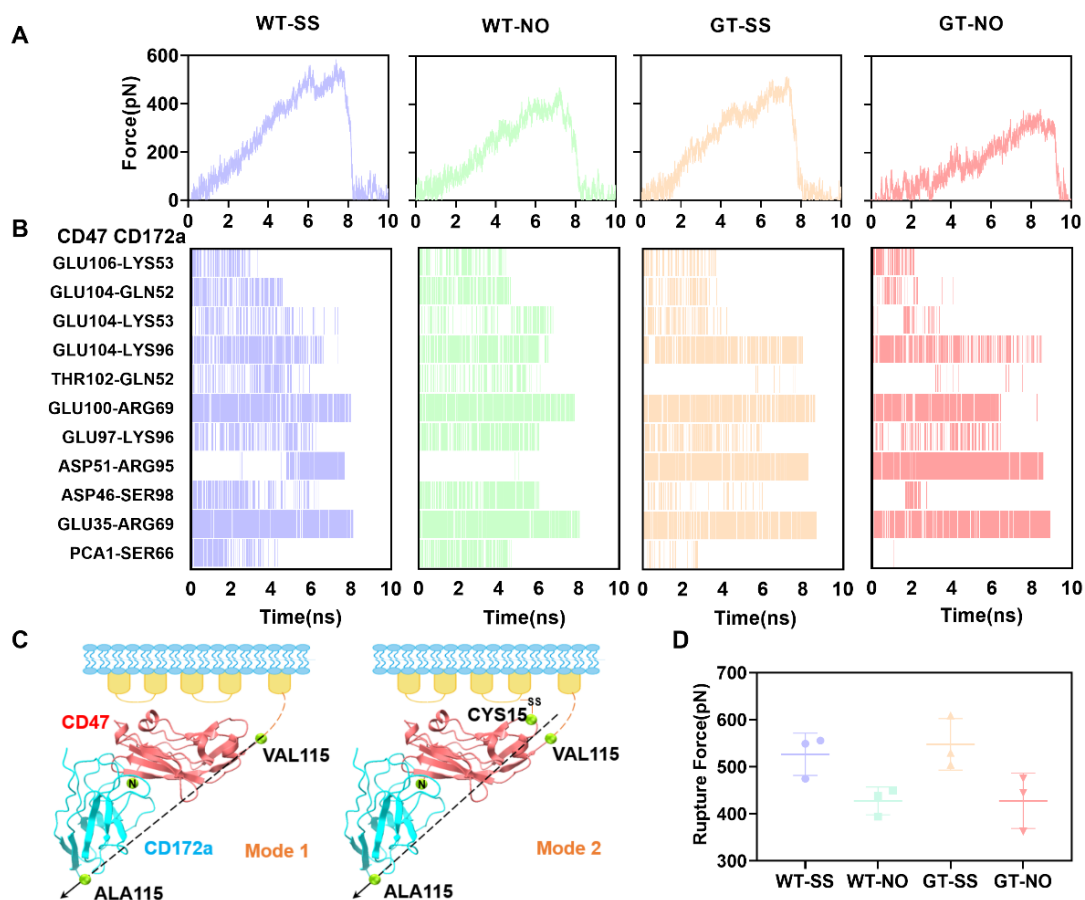 A
WT-SS
WT-NO
GT-SS
GT-NO
Force(pN)
600
400
200
0
0 2 4 6 8 10
0 2 4 6 8 10
0 2 4 6 8 10
0 2 4 6 8 10
B
CD47 CD172a
GLU106-LYS53
GLU104-GLN52
GLU104-LYS53
GLU104-LYS96
THR102-GLN52
GLU100-ARG69
GLU97-LYS96
ASP51-ARG95
ASP46-SER98
GLU35-ARG69
PCA1-SER66
0 2 4 6 8 10
0 2 4 6 8 10
0 2 4 6 8 10
0 2 4 6 8 10
Time(ns)
Time(ns)
Time(ns)
Time(ns)
C
CD47
VAL115
N
CD172a
Mode 1
ALA115
CYS15SS
VAL115
N
Mode 2
ALA115
D
Rupture Force(pN)
700
600
500
400
300
WT-SS WT-NO GT-SS GT-NO